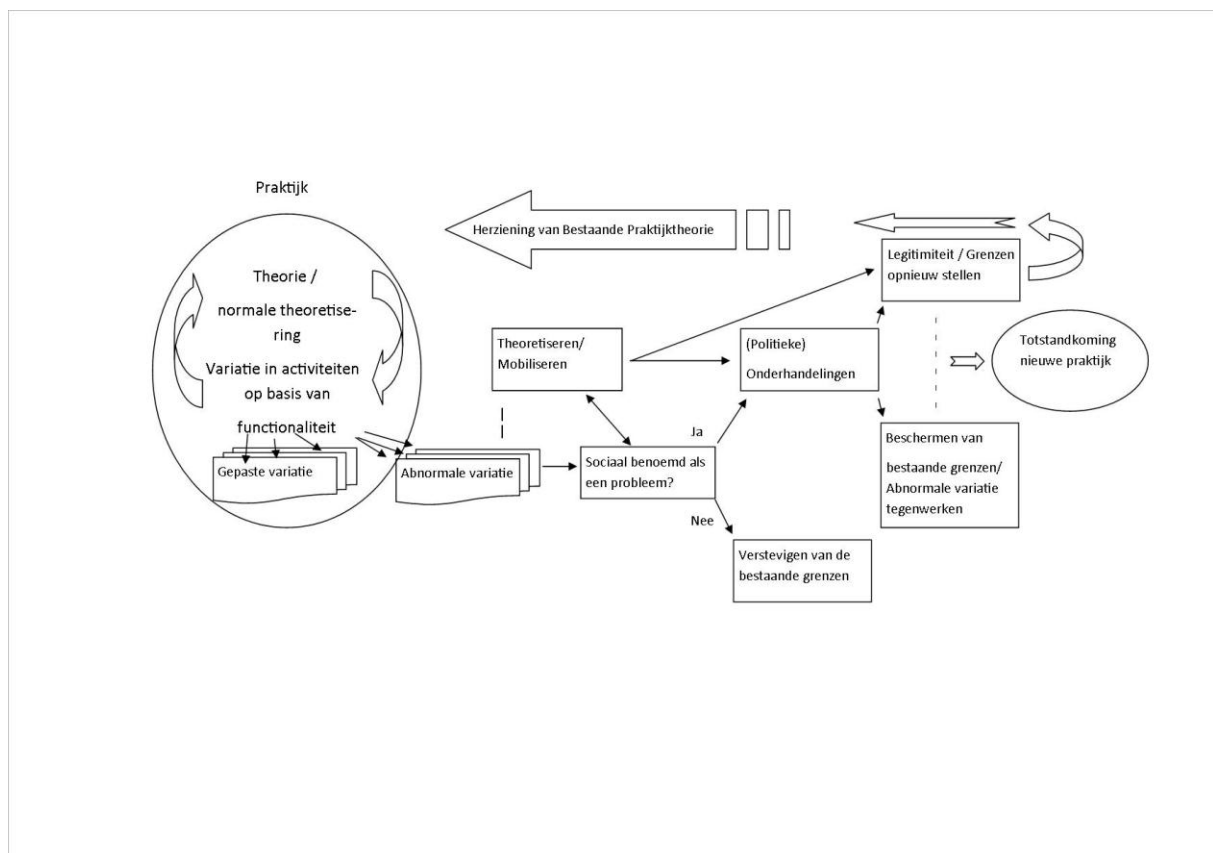 Praktijk
Herziening van Bestaande Praktijktheorie
Legitimiteit / Grenzen
opnieuw stellen
Theorie /
normale theoretise-
ring
Variatie in activiteiten
op basis van
functionaliteit
Gepaste variatie
Abnormale variatie
Theoretiseren/
Mobiliseren
Sociaal benoemd als
een probleem?
Ja
Nee
(Politieke)
Onderhandelingen
Verstevigen van de
bestaande grenzen
Beschermen van
bestaande grenzen/
Abnormale variatie
tegenwerken
Totstandkoming
nieuwe praktijk